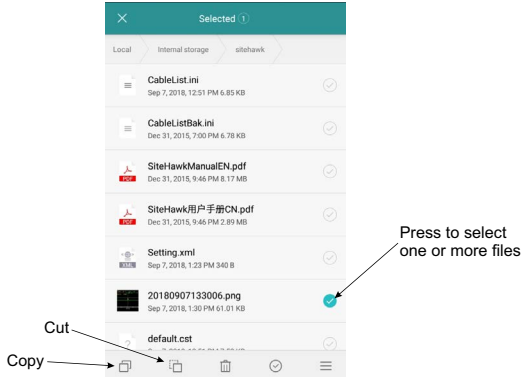 Selected 1
Local Internal storage sitehawk
CableList.ini
Sep 7, 2018, 12:51 PM 6.85 KB
CableListBak.ini
Dec 31, 2015, 7:00 PM 6.78 KB
PDF
SiteHawkManualEN.pdf
Dec 31, 2015, 9:46 PM 8.17 MB
PDF
SiteHawk用户手册CN.pdf
Dec 31, 2015, 9:46 PM 2.89 MB
XML
Setting.xml
Sep 7, 2018, 1:23 PM 340 B
Press to select
one or more files
20180907133006.png
Sep 7, 2018, 1:30 PM 61.01 KB
Cut
?
default.cst
Copy